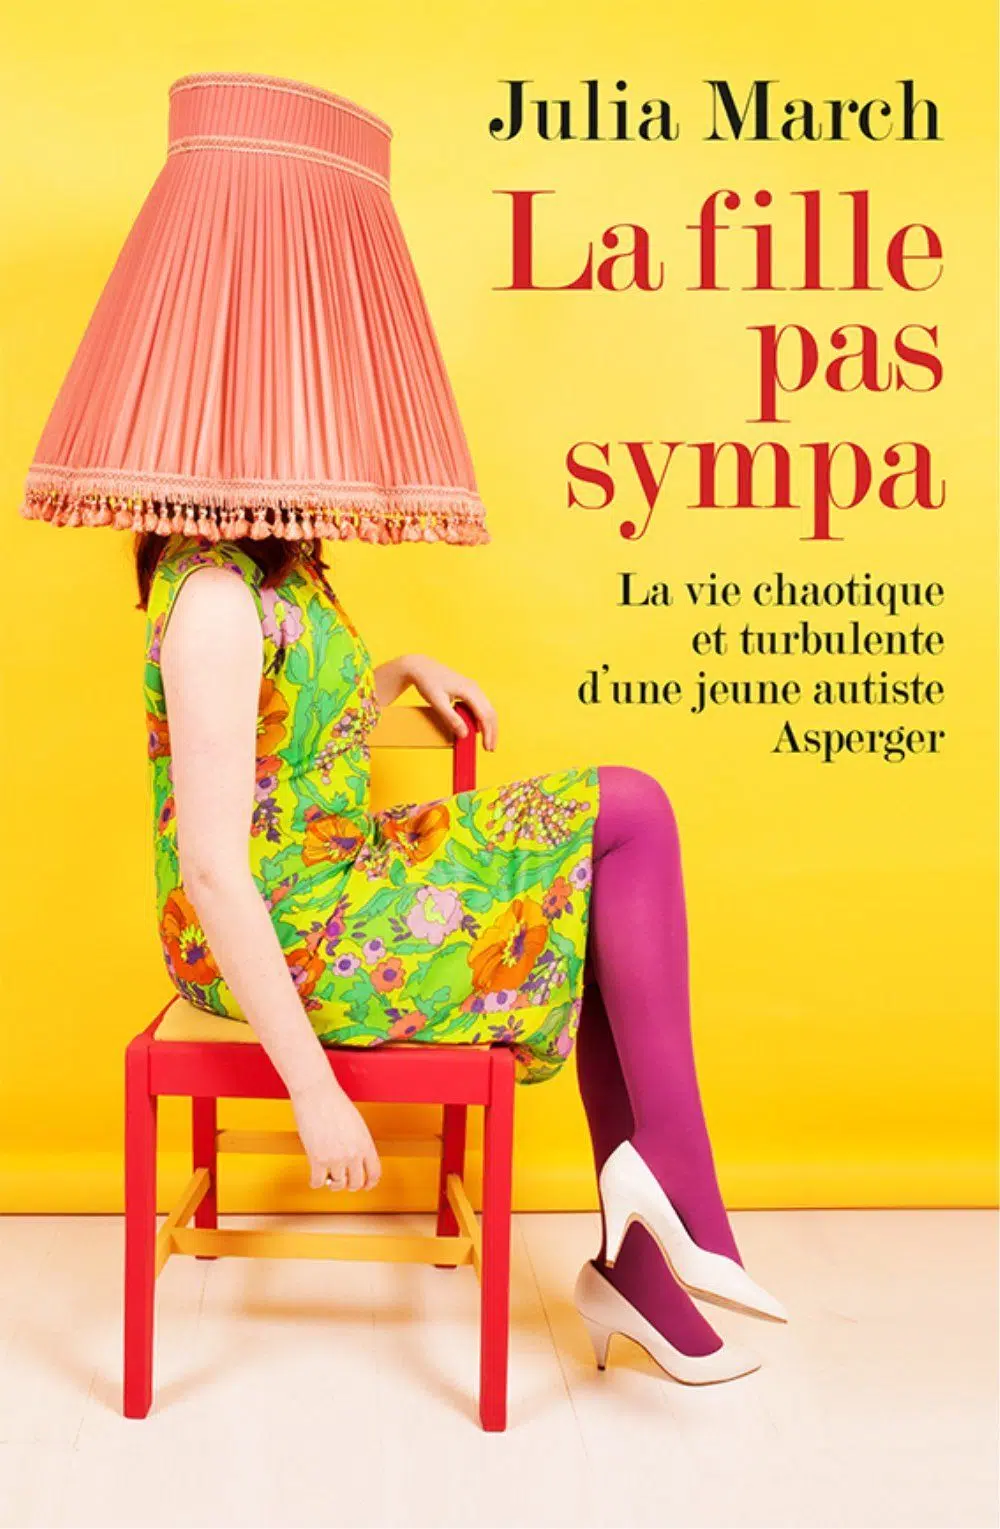 Julia March
La fille
pas
sympa
La vie chaotique
et turbulente
d'une jeune autiste
Asperger